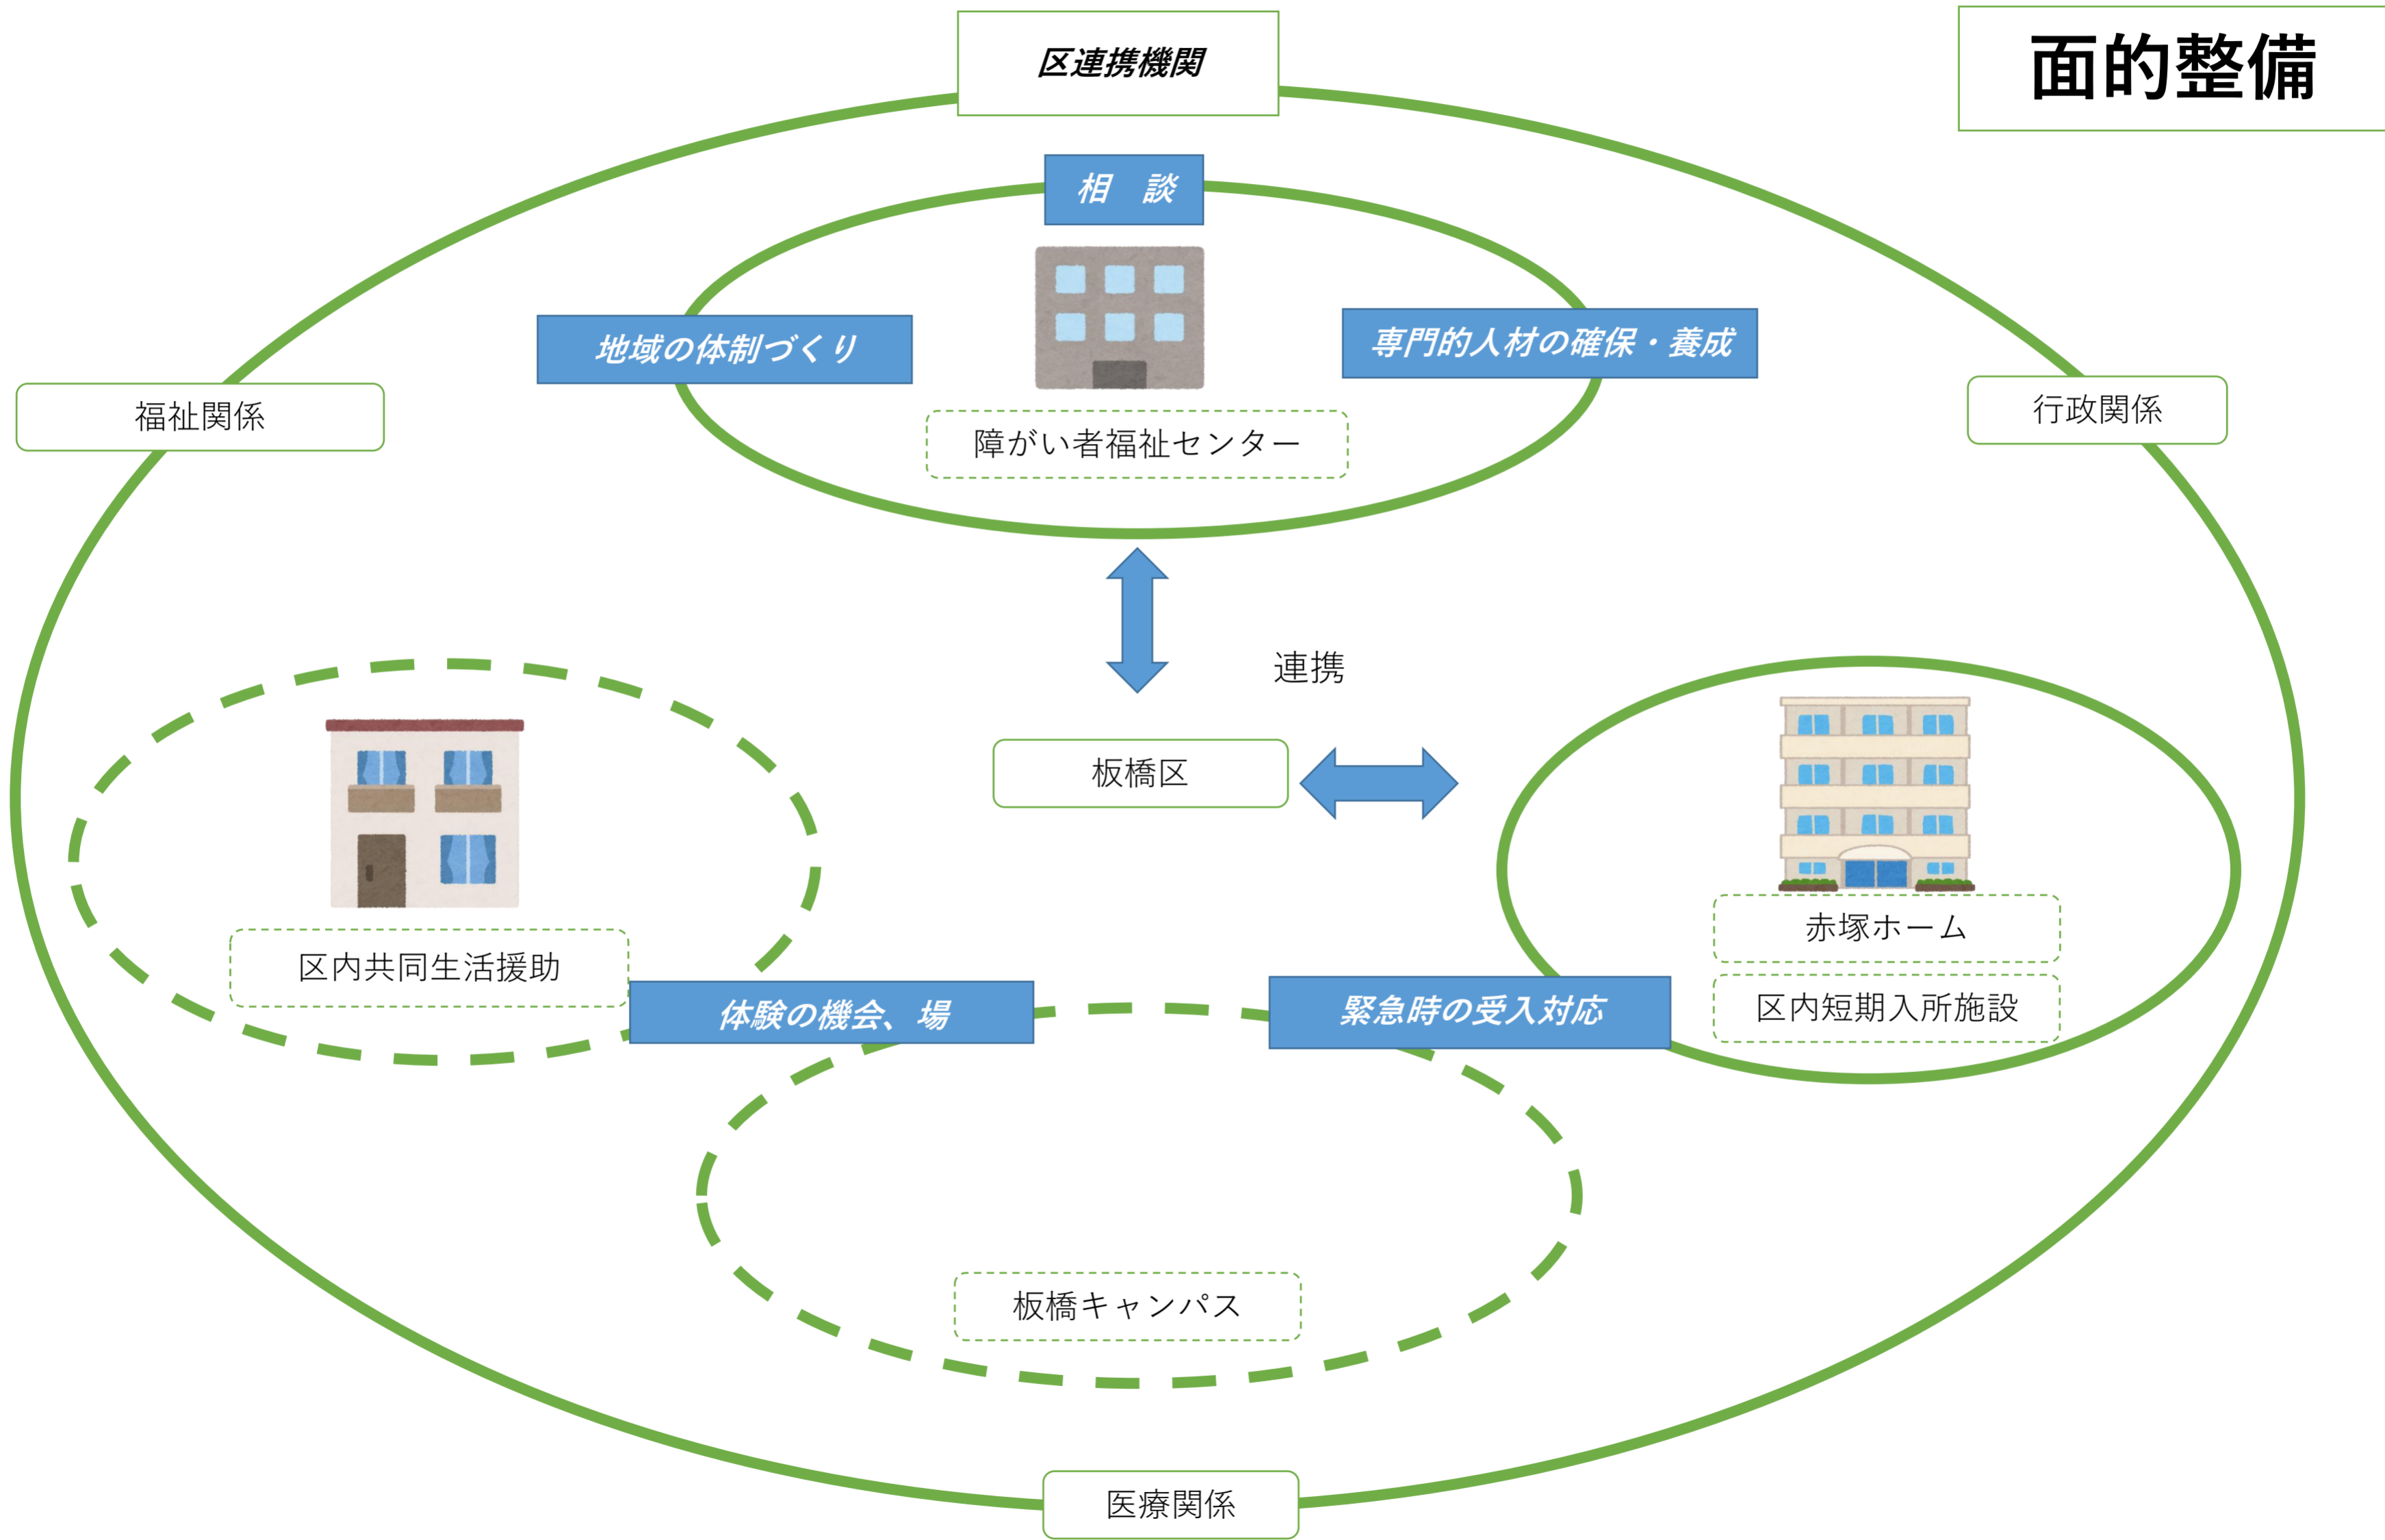 面的整備
区連携機関
相　談
地域の体制づくり
専門的人材の確保・養成
障がい者福祉センター
福祉関係
行政関係
連携
板橋区
区内共同生活援助
赤塚ホーム
区内短期入所施設
体験の機会、場
緊急時の受入対応
板橋キャンパス
医療関係